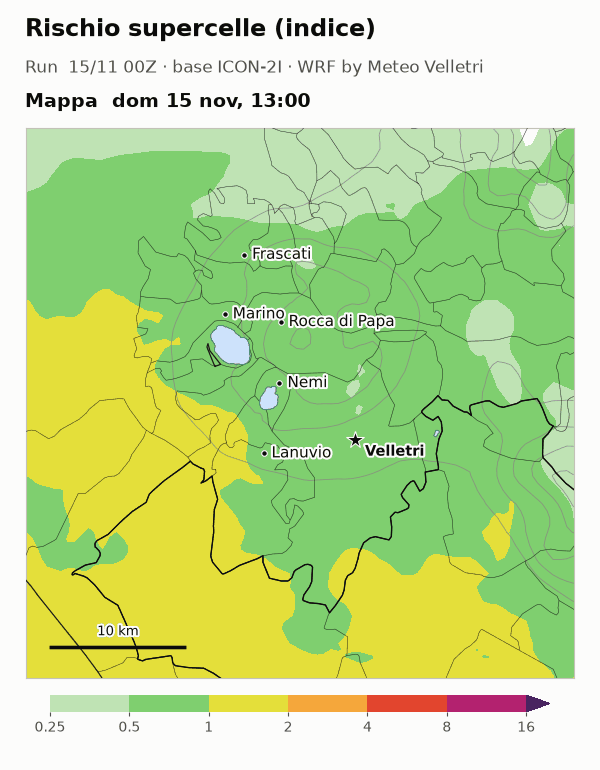 Rischio supercelle (indice)
Run 15/11 00Z · base ICON-2I · WRF by Meteo Velletri
Mappa dom 15 nov, 13:00
Frascati
Marino
Rocca di Papa
Nemi
Velletri
Lanuvio
10 km
0.25 0.5 1 2 4 8 16